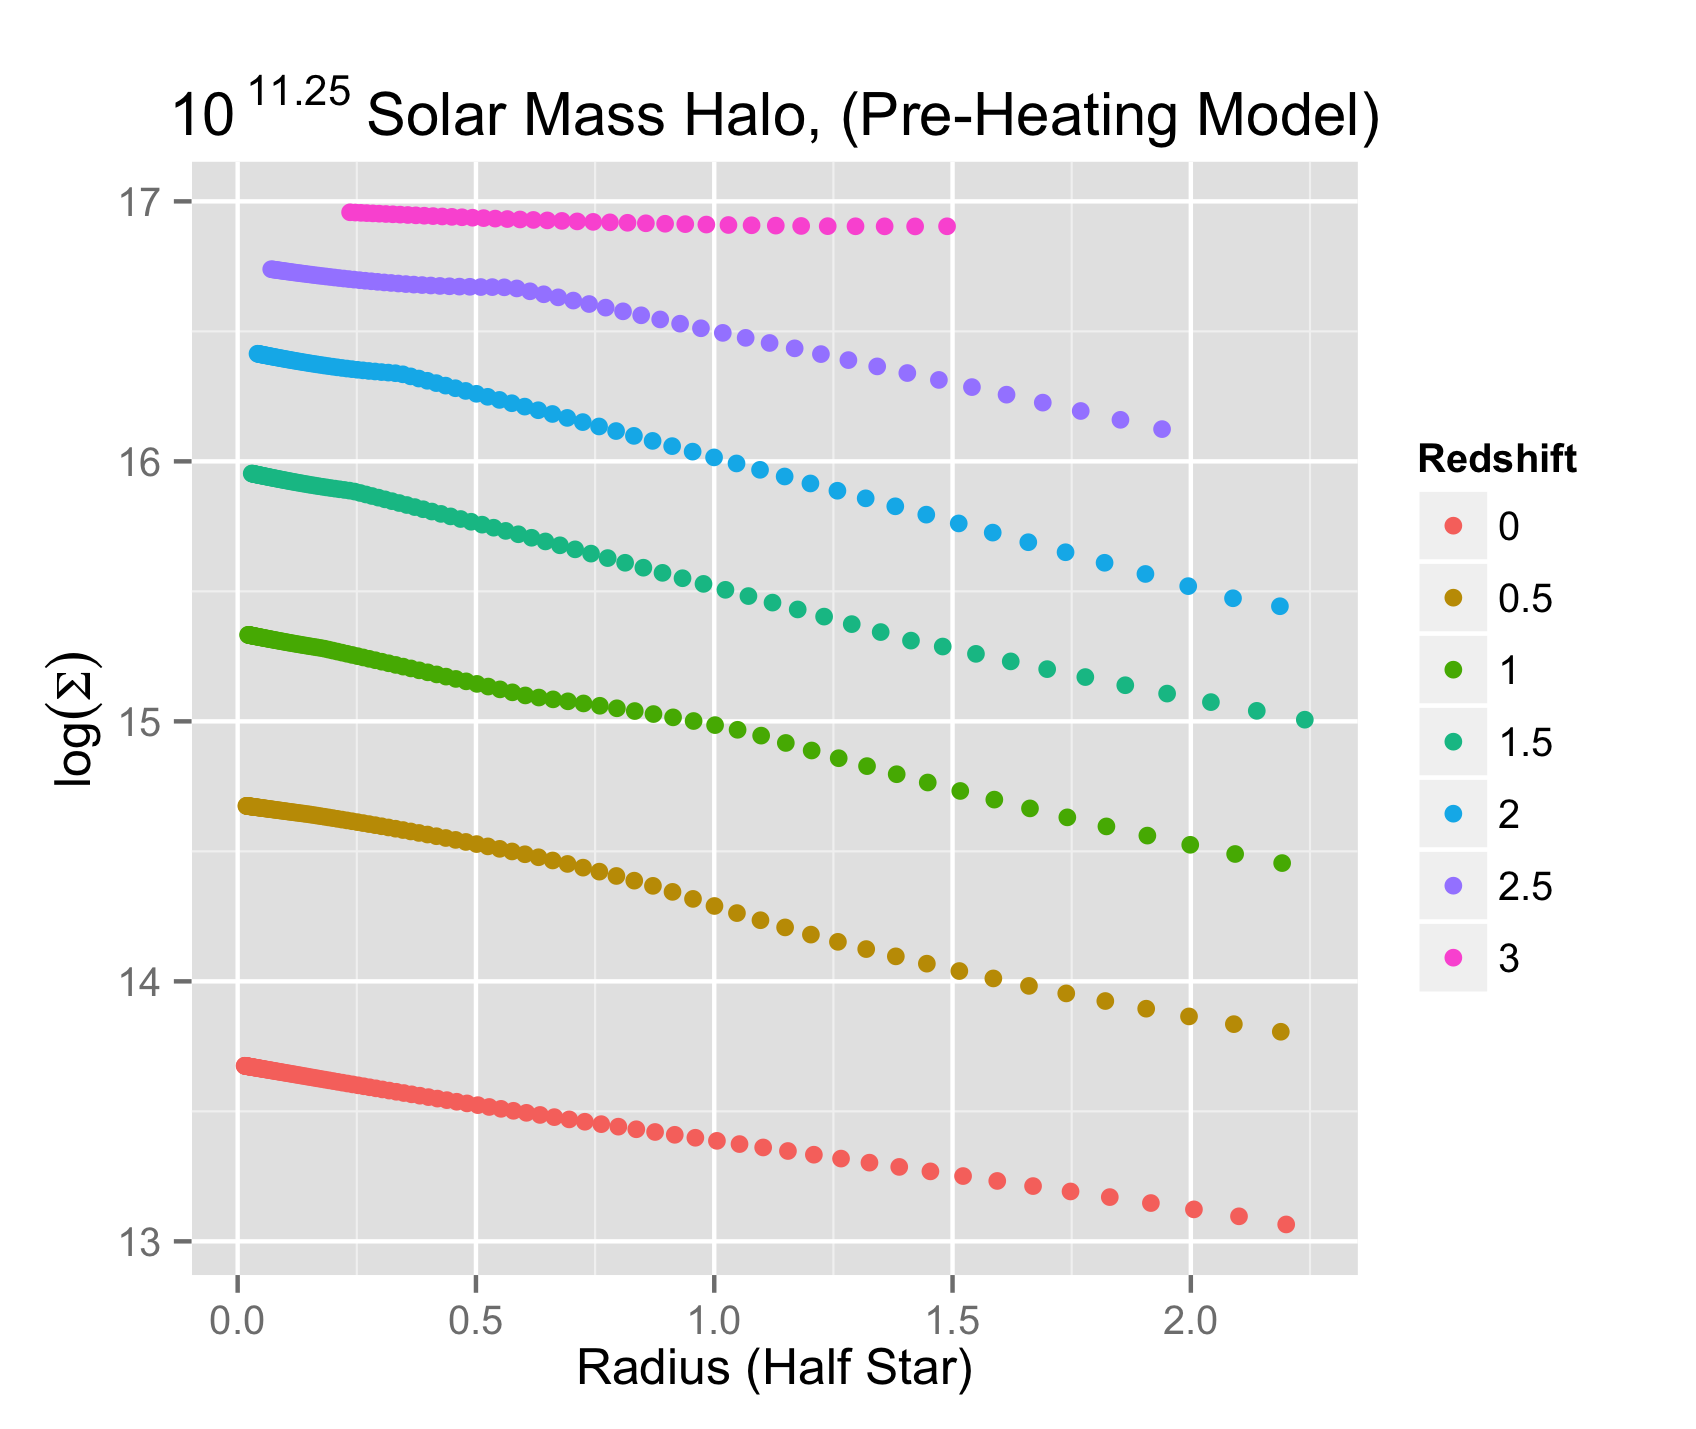 10 11.25 Solar Mass Halo, (Pre-Heating Model)
17
16
15
14
13
log(Σ)
0.0 0.5 1.0 1.5 2.0
Radius (Half Star)
Redshift
0
0.5
1
1.5
2
2.5
3